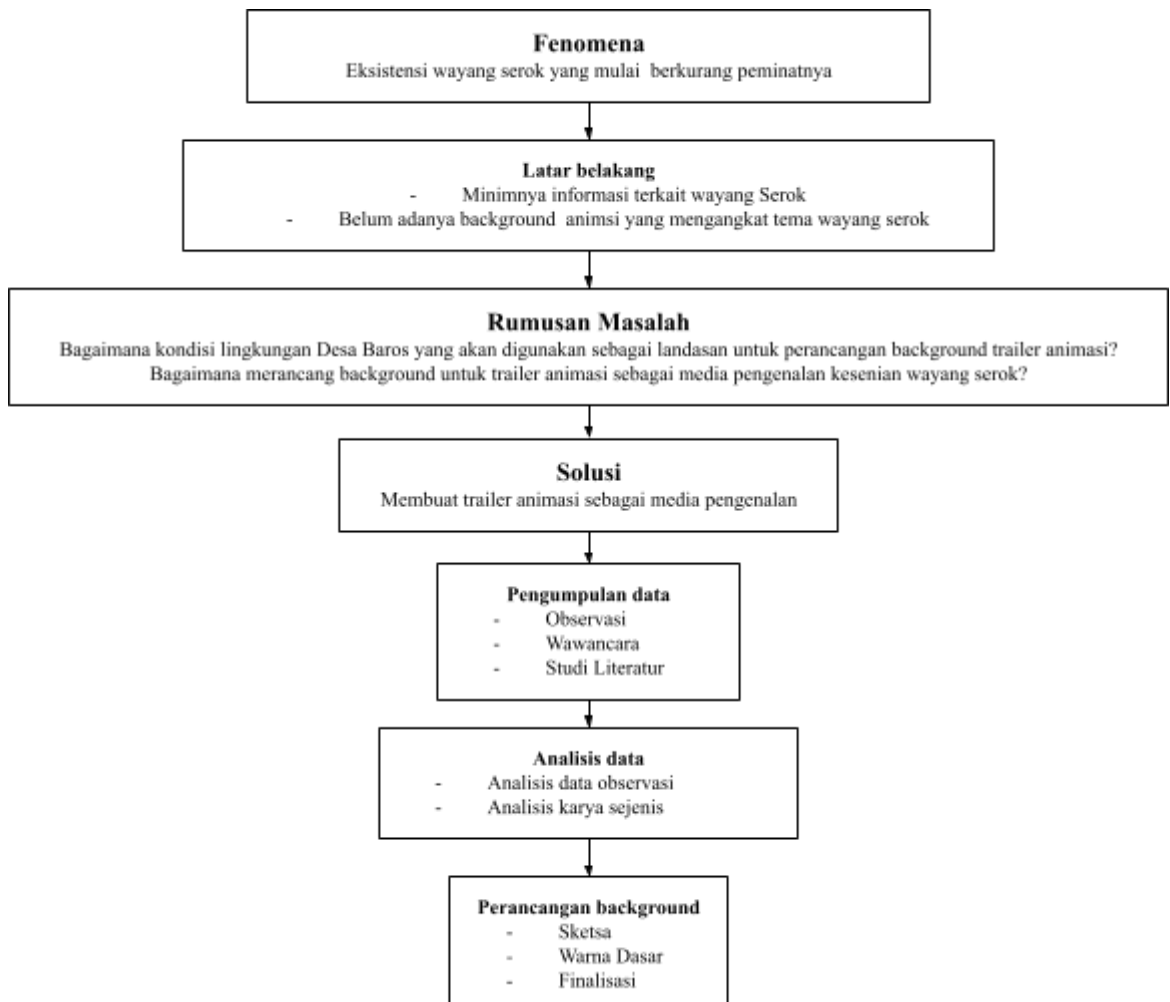 Fenomena
Eksistensi wayang serok yang mulai berkurang peminatnya
Latar belakang
- Minimnya informasi terkait wayang Serok
- Belum adanya background animsi yang mengangkat tema wayang serok
Rumusan Masalah
Bagaimana kondisi lingkungan Desa Baros yang akan digunakan sebagai landasan untuk perancangan background trailer animasi?
Bagaimana merancang background untuk trailer animasi sebagai media pengenalan kesenian wayang serok?
Solusi
Membuat trailer animasi sebagai media pengenalan
Pengumpulan data
- Observasi
- Wawancara
- Studi Literatur
Analisis data
- Analisis data observasi
- Analisis karya sejenis
Perancangan background
- Sketsa
- Warna Dasar
- Finalisasi